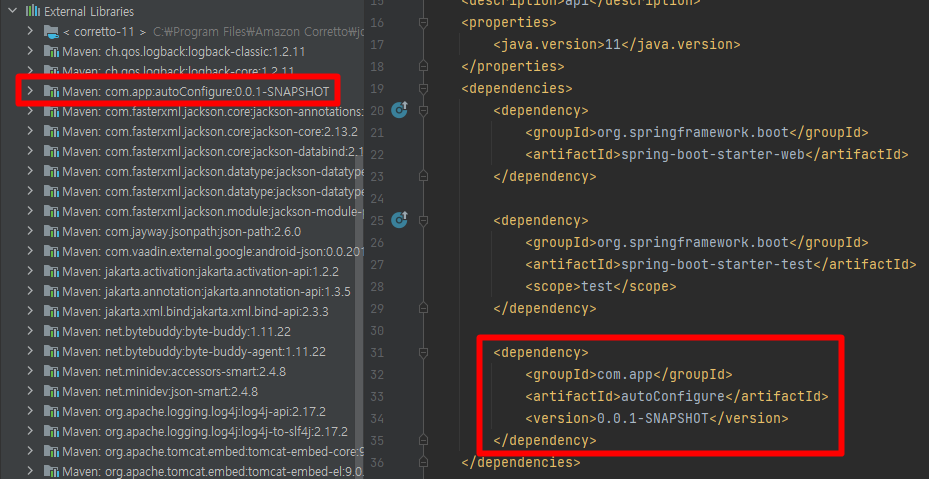 External Libraries
< corretto-11 > C:₩Program Files₩Amazon Corretto₩jd
Maven: ch.qos.logback:logback-classic:1.2.11
Maven: ch.qos.logback:logback-core:1.2.11
Maven: com.app:autoConfigure:0.0.1-SNAPSHOT
Maven: com.fasterxml.jackson.core:jackson-annotations:
Maven: com.fasterxml.jackson.core:jackson-core:2.13.2
Maven: com.fasterxml.jackson.core:jackson-databind:2.1
Maven: com.fasterxml.jackson.datatype:jackson-datatype
Maven: com.fasterxml.jackson.datatype:jackson-datatype
Maven: com.fasterxml.jackson.module:jackson-module-p
Maven: com.jayway.jsonpath:json-path:2.6.0
Maven: com.vaadin.external.google:android-json:0.0.201
Maven: jakarta.activation:jakarta.activation-api:1.2.2
Maven: jakarta.annotation:jakarta.annotation-api:1.3.5
Maven: jakarta.xml.bind:jakarta.xml.bind-api:2.3.3
Maven: net.bytebuddy:byte-buddy:1.11.22
Maven: net.bytebuddy:byte-buddy-agent:1.11.22
Maven: net.minidev:accessors-smart:2.4.8
Maven: net.minidev:json-smart:2.4.8
Maven: org.apache.logging.log4j:log4j-api:2.17.2
Maven: org.apache.logging.log4j:log4j-to-slf4j:2.17.2
Maven: org.apache.tomcat.embed:tomcat-embed-core:9
Maven: org.apache.tomcat.embed:tomcat-embed-el:9.0.
15 <description>api</description>
16 <properties>
17 <java.version>11</java.version>
18 </properties>
19 <dependencies>
20 <dependency>
21 <groupId>org.springframework.boot</groupId>
22 <artifactId>spring-boot-starter-web</artifactId>
23 </dependency>
24
25 <dependency>
26 <groupId>org.springframework.boot</groupId>
27 <artifactId>spring-boot-starter-test</artifactId>
28 <scope>test</scope>
29 </dependency>
30
31 <dependency>
32 <groupId>com.app</groupId>
33 <artifactId>autoConfigure</artifactId>
34 <version>0.0.1-SNAPSHOT</version>
35 </dependency>
36 </dependencies>